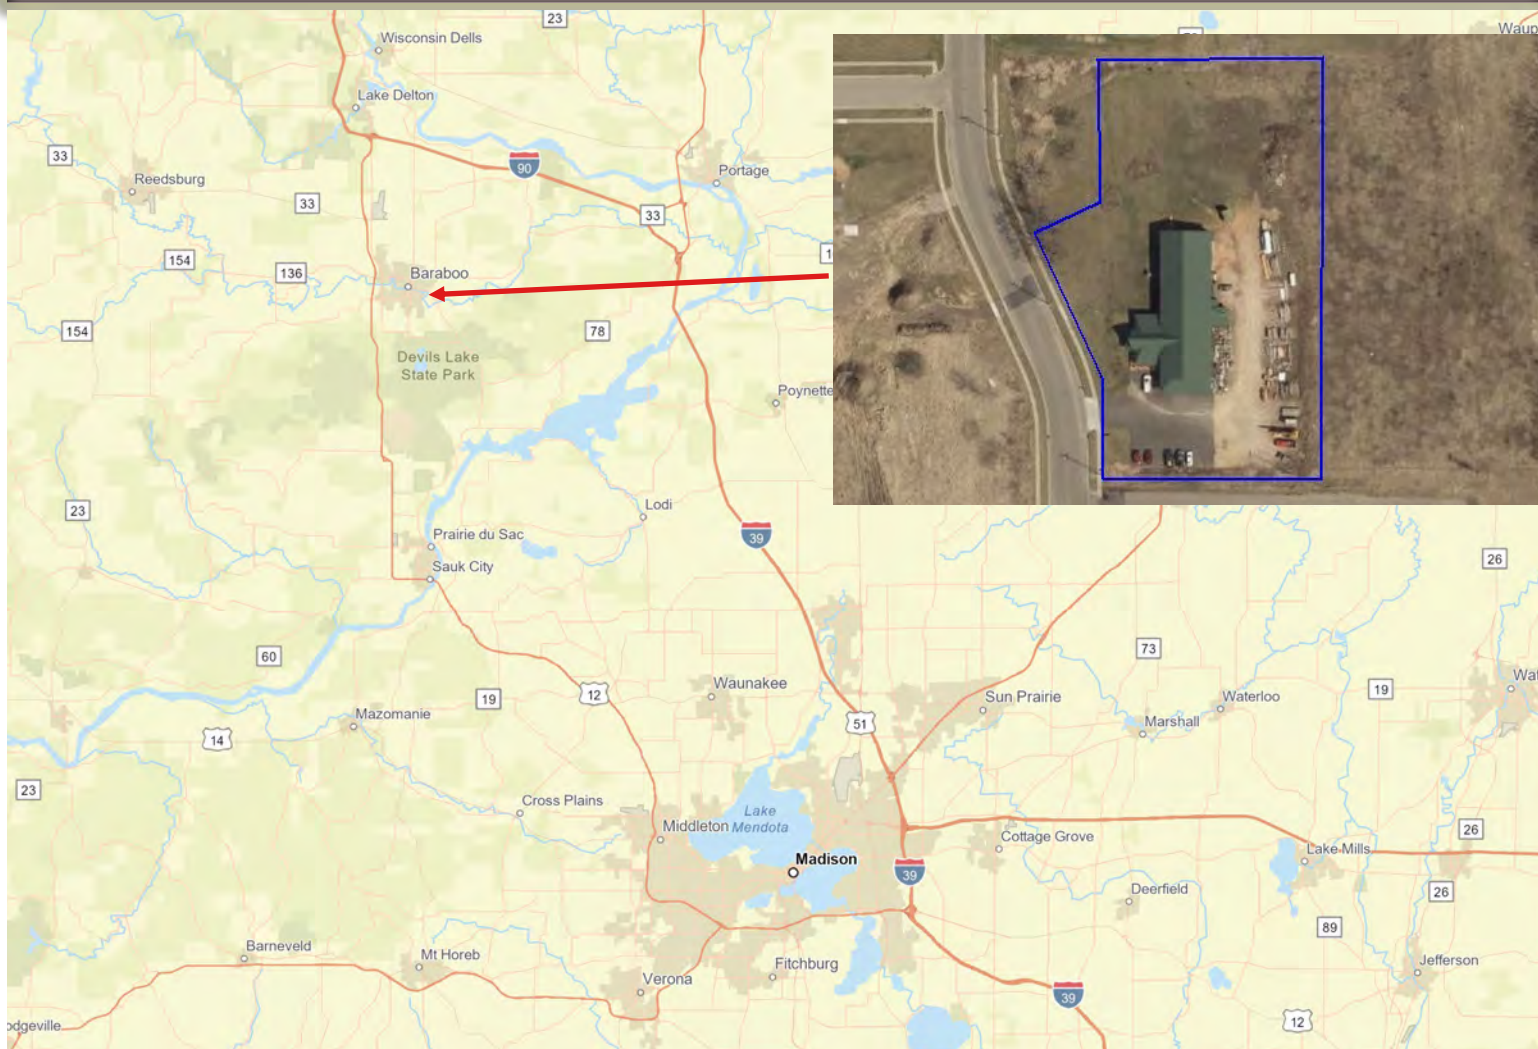 23
Waup
Wisconsin Dells
Lake Delton
33
90
Reedsburg
Portage
33
33
154
136
Baraboo
154
78
Devils Lake
State Park
Poynette
23
Lodi
39
Prairie du Sac
Sauk City
26
60
73
Waunakee
19
12
Sun Prairie
Waterloo
19
Wat
Mazomanie
51
Marshall
14
23
Cross Plains
Lake
Mendota
Middleton
Cottage Grove
26
Madison
Lake Mills
39
Deerfield
26
89
Barneveld
Mt Horeb
Fitchburg
Jefferson
Verona
39
odgeville
12